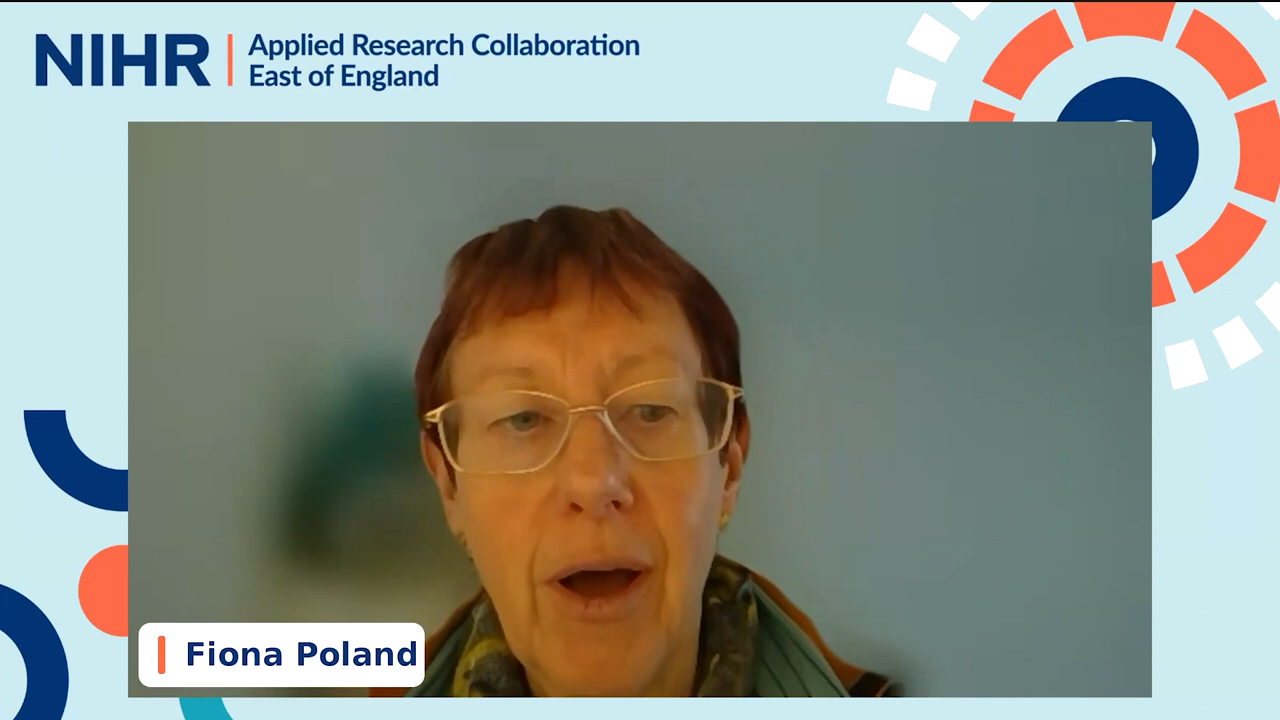 NIHR
Applied Research Collaboration
East of England
Fiona Poland